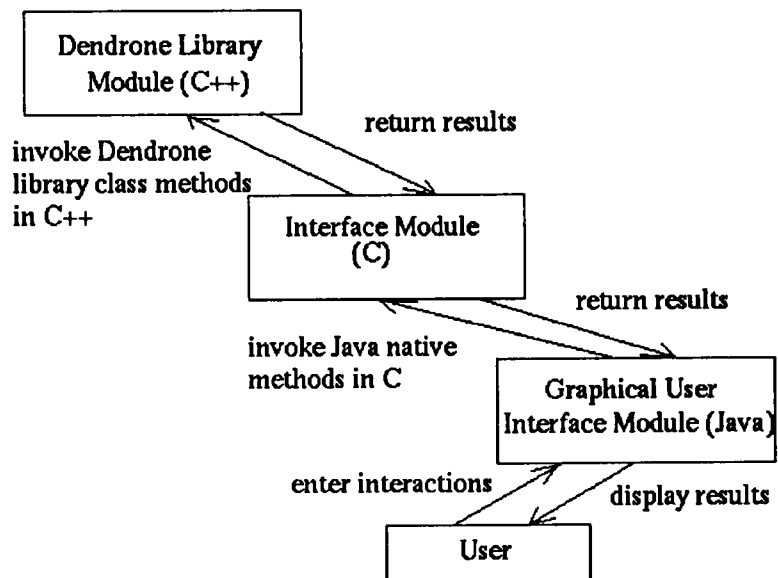 Dendrone Library
Module (C++)
return results
invoke Dendrone
library class methods
in C++
Interface Module
(C)
return results
invoke Java native
methods in C
Graphical User
Interface Module (Java)
enter interactions
display results
User